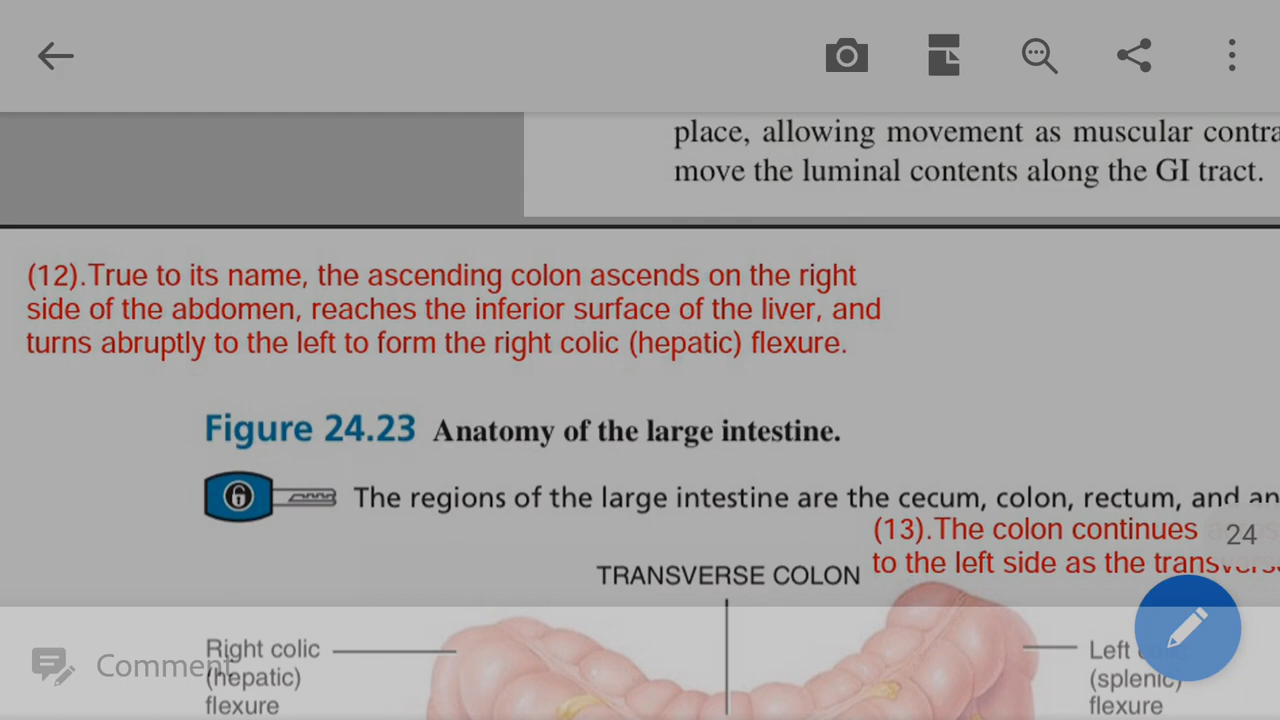 place, allowing movement as muscular contra
move the luminal contents along the GI tract.
(12).True to its name, the ascending colon ascends on the right
side of the abdomen, reaches the inferior surface of the liver, and
turns abruptly to the left to form the right colic (hepatic) flexure.
Figure 24.23 Anatomy of the large intestine.
The regions of the large intestine are the cecum, colon, rectum, and an
(13).The colon continues
24
to the left side as the transvers
TRANSVERSE COLON
Right colic
(hepatic)
flexure
Comment
Left
(splenic)
flexure